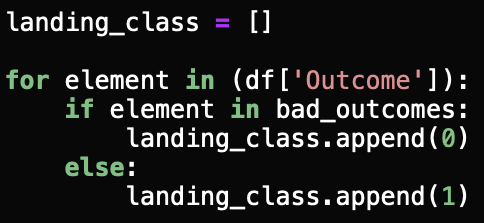 landing_class = []
for element in (df['Outcome']):
    if element in bad_outcomes:
        landing_class.append(0)
    else:
        landing_class.append(1)